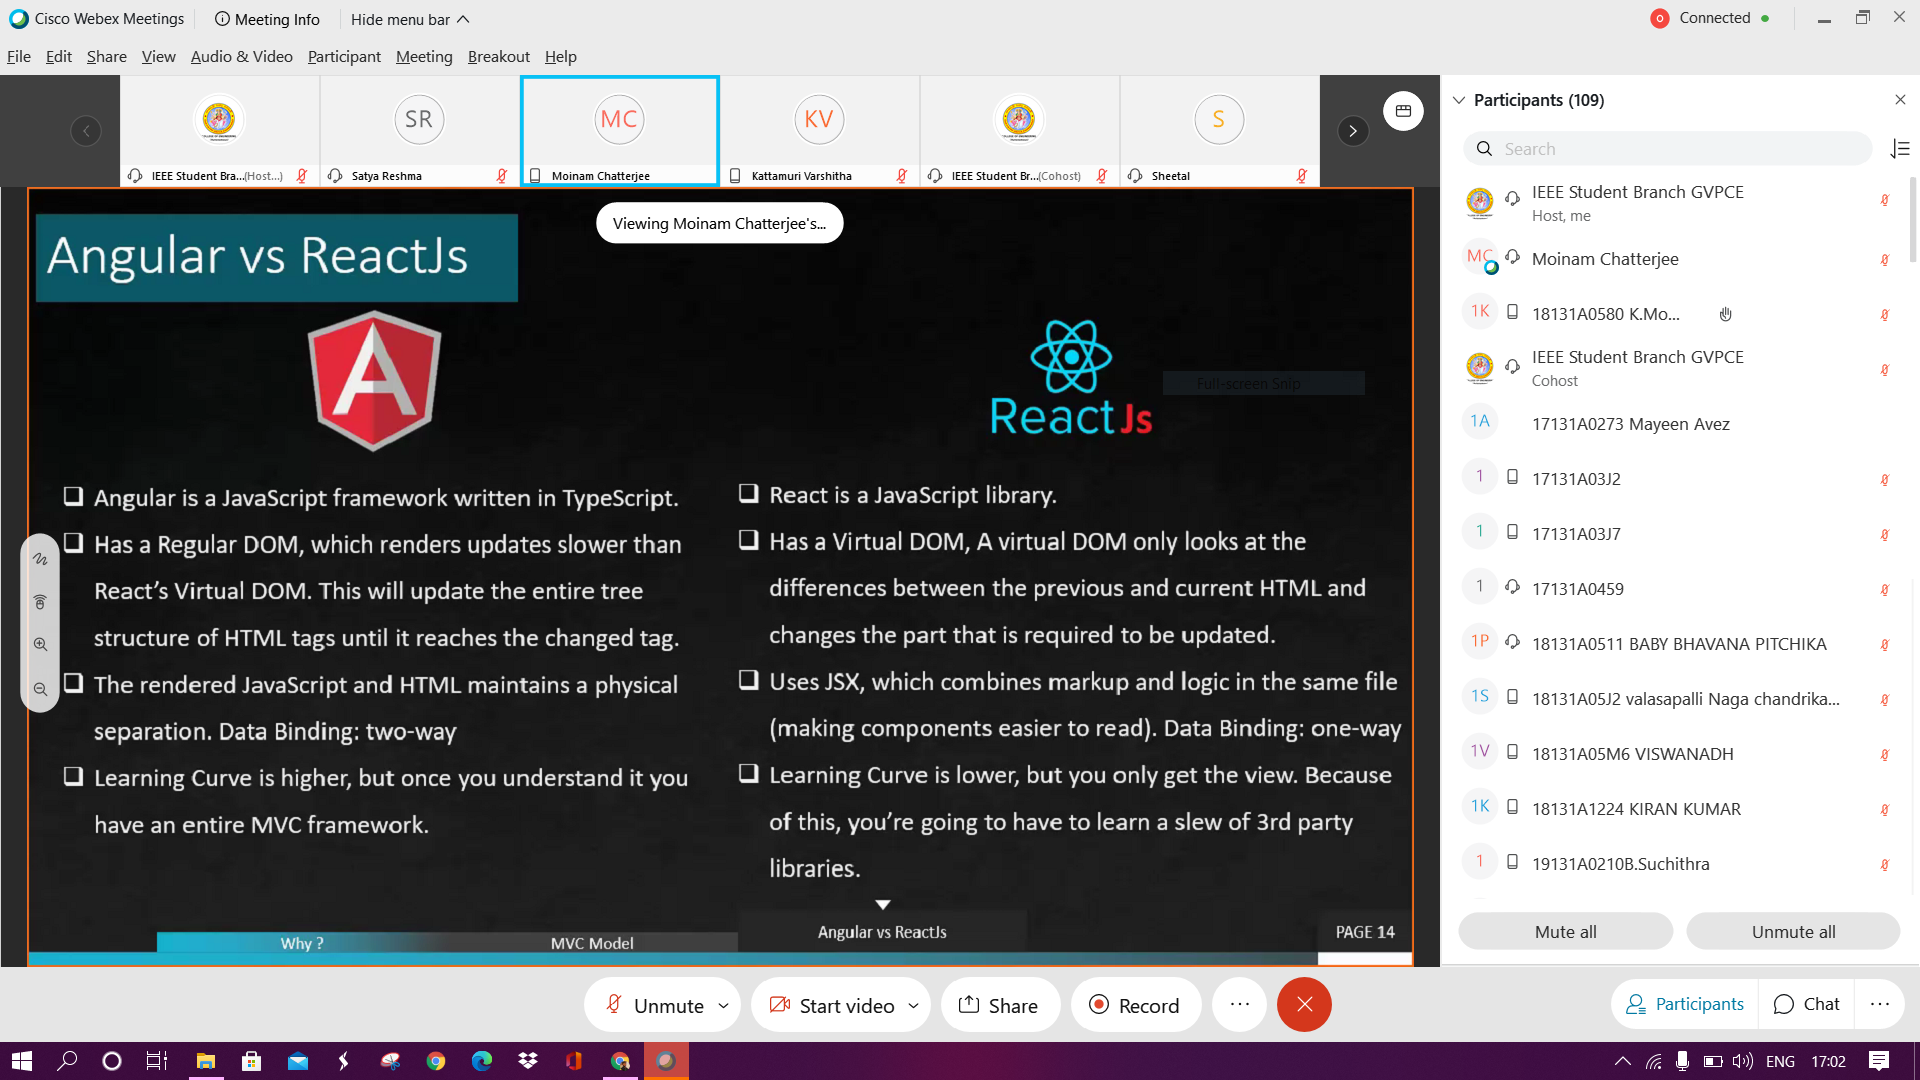 Cisco Webex Meetings
Meeting Info
Hide menu bar
Connected
File Edit Share View Audio & Video Participant Meeting Breakout Help
SR
MC
KV
S
IEEE Student Bra...(Host...)
Satya Reshma
Moinam Chatterjee
Kattamuri Varshitha
IEEE Student Br...(Cohost)
Sheetal
Viewing Moinam Chatterjee's...
Angular vs ReactJs
A
React Js
Full-screen Snip
Angular is a JavaScript framework written in TypeScript.
Has a Regular DOM, which renders updates slower than
React's Virtual DOM. This will update the entire tree
structure of HTML tags until it reaches the changed tag.
The rendered JavaScript and HTML maintains a physical
separation. Data Binding: two-way
Learning Curve is higher, but once you understand it you
have an entire MVC framework.
React is a JavaScript library.
Has a Virtual DOM, A virtual DOM only looks at the
differences between the previous and current HTML and
changes the part that is required to be updated.
Uses JSX, which combines markup and logic in the same file
(making components easier to read). Data Binding: one-way
Learning Curve is lower, but you only get the view. Because
of this, you're going to have to learn a slew of 3rd party
libraries.
Why ?
MVC Model
Angular vs ReactJs
PAGE 14
Participants (109)
Search
IEEE Student Branch GVPCE
Host, me
MC Moinam Chatterjee
1K 18131A0580 K.Mo...
IEEE Student Branch GVPCE
Cohost
1A 17131A0273 Mayeen Avez
1 17131A03J2
1 17131A03J7
1 17131A0459
1P 18131A0511 BABY BHAVANA PITCHIKA
1S 18131A05J2 valasapalli Naga chandrika...
1V 18131A05M6 VISWANADH
1K 18131A1224 KIRAN KUMAR
1 19131A0210B.Suchithra
Mute all
Unmute all
Unmute
Start video
Share
Record
Participants
Chat
ENG
17:02